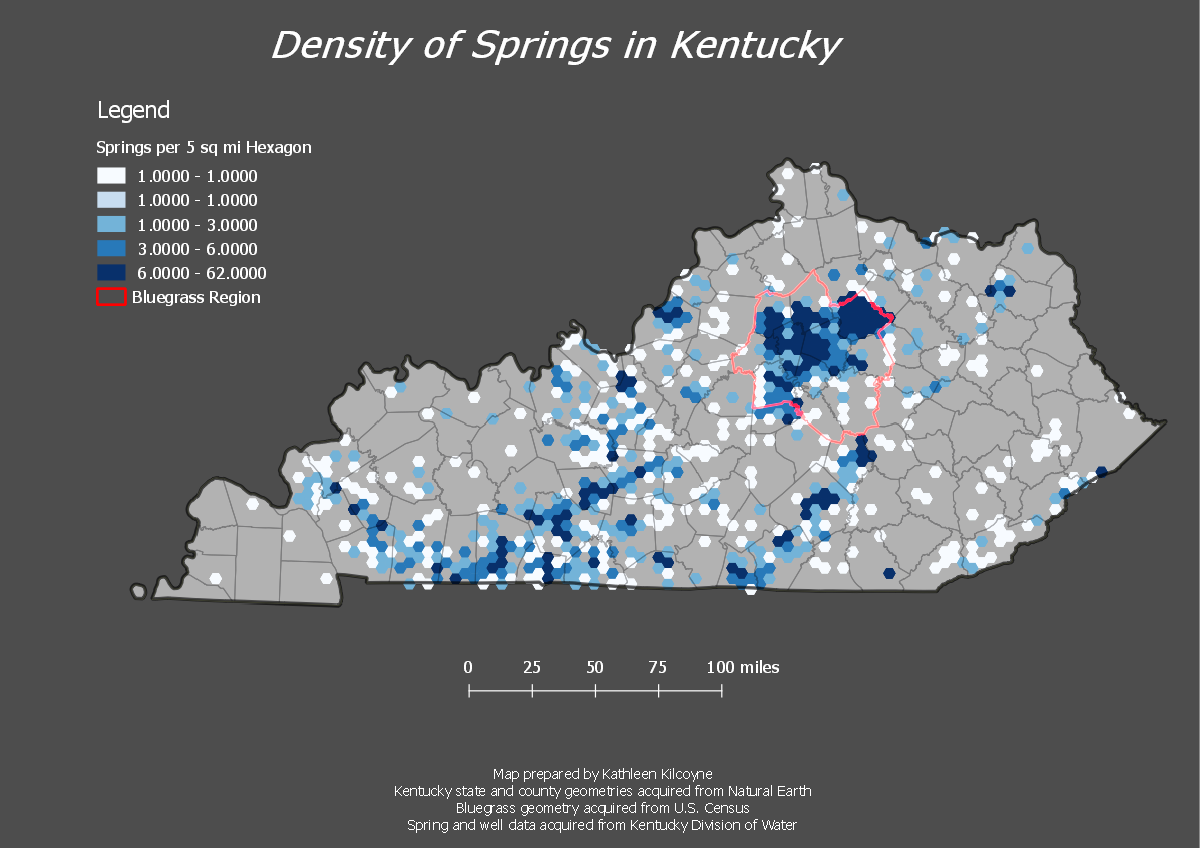 Density of Springs in Kentucky
Legend
Springs per 5 sq mi Hexagon
1.0000 - 1.0000
1.0000 - 1.0000
1.0000 - 3.0000
3.0000 - 6.0000
6.0000 - 62.0000
Bluegrass Region
0 25 50 75 100 miles
Map prepared by Kathleen Kilcoyne
Kentucky state and county geometries acquired from Natural Earth
Bluegrass geometry acquired from U.S. Census
Spring and well data acquired from Kentucky Division of Water